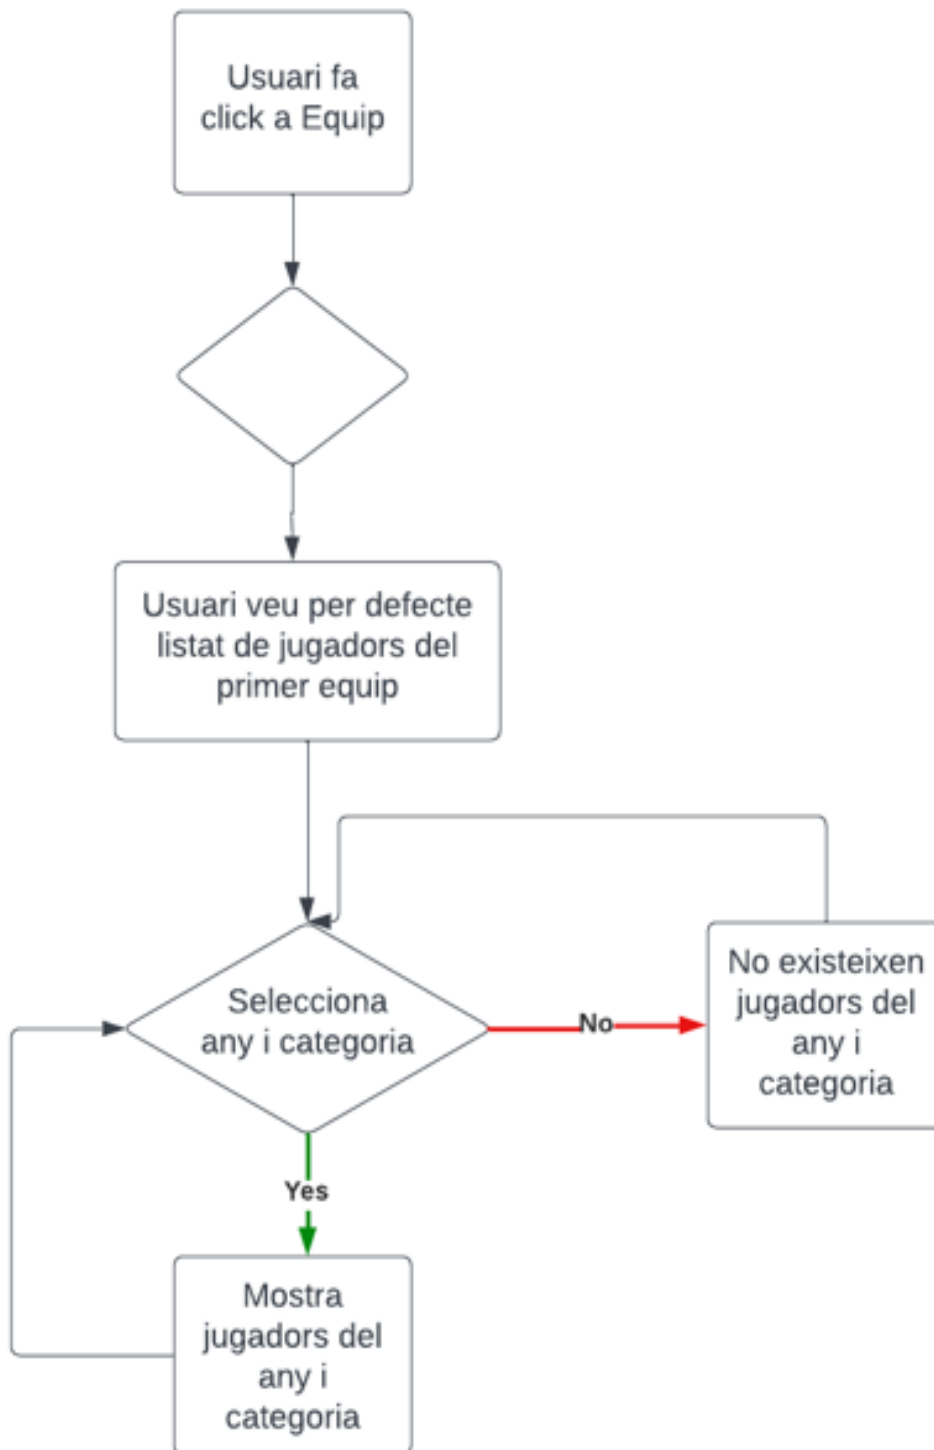 Usuari fa
click a Equip
Usuari veu per defecte
listat de jugadors del
primer equip
Selecciona
any i categoria
No
No existeixen
jugadors del
any i
categoria
Yes
Mostra
jugadors del
any i
categoria